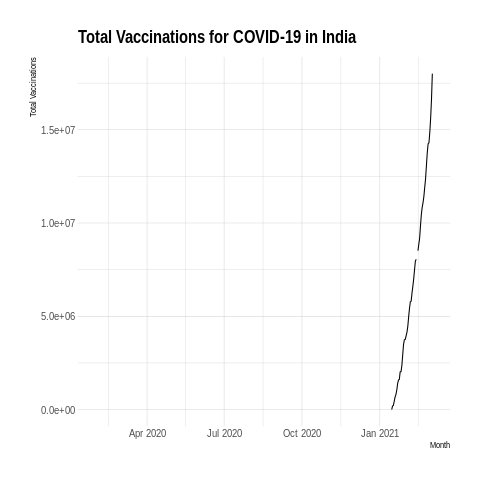 Total Vaccinations for COVID-19 in India
Total Vaccinations
1.5e+07
1.0e+07
5.0e+06
0.0e+00
Apr 2020
Jul 2020
Oct 2020
Jan 2021
Month